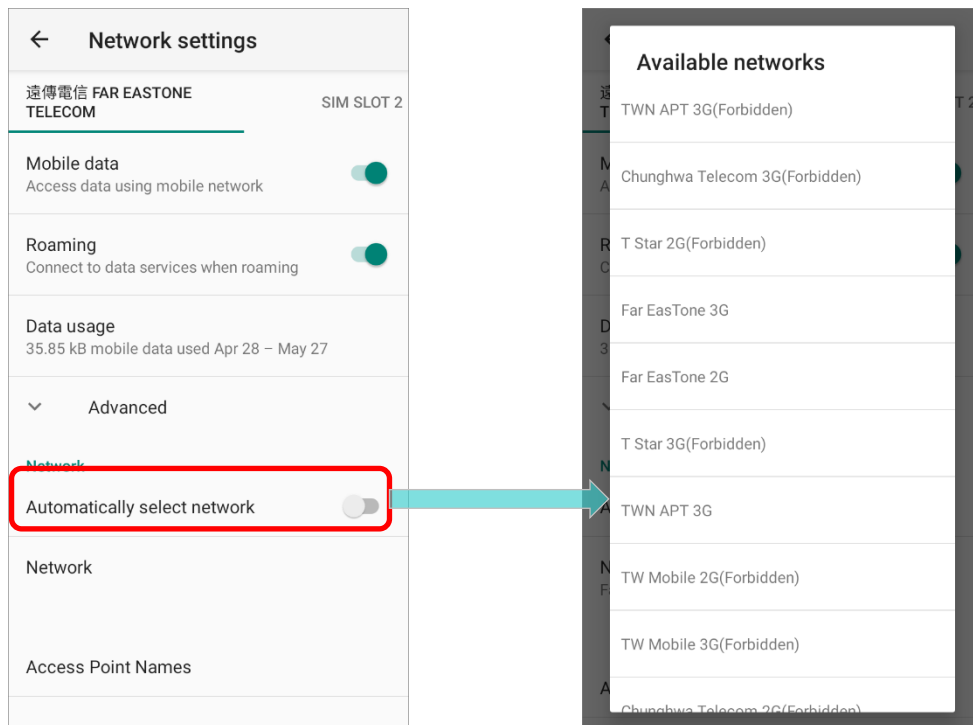 Network settings
遠傳電信 FAR EASTONE
TELECOM
SIM SLOT 2
Mobile data
Access data using mobile network
Roaming
Connect to data services when roaming
Data usage
35.85 kB mobile data used Apr 28 – May 27
Advanced
Network
Automatically select network
Network
Access Point Names
Available networks
TWN APT 3G(Forbidden)
Chunghwa Telecom 3G(Forbidden)
T Star 2G(Forbidden)
Far EasTone 3G
Far EasTone 2G
T Star 3G(Forbidden)
TWN APT 3G
TW Mobile 2G(Forbidden)
TW Mobile 3G(Forbidden)
Chunghwa Telecom 2G(Forbidden)